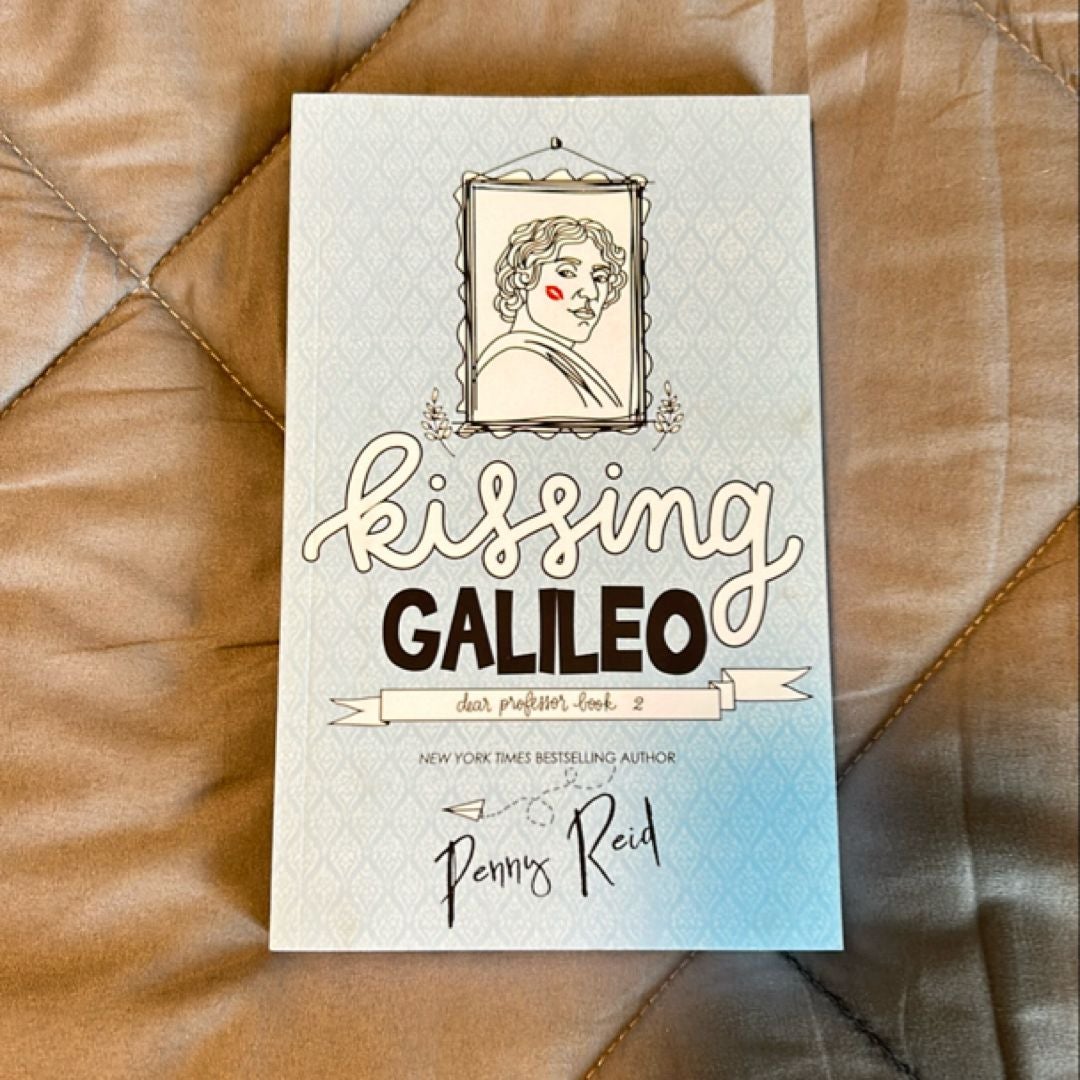 kissing
GALILEO
dear professor book 2
NEW YORK TIMES BESTSELLING AUTHOR
Penny Reid